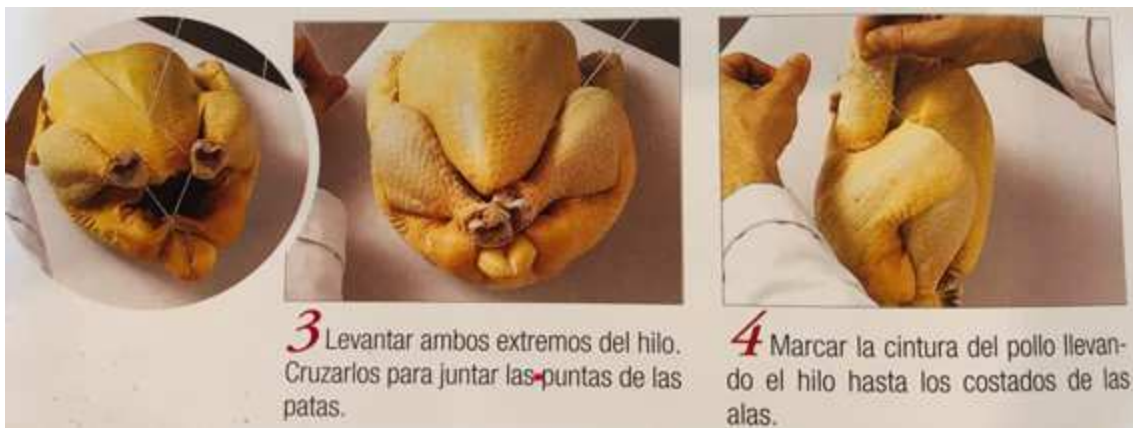 3 Levantar ambos extremos del hilo.
Cruzarlos para juntar las puntas de las
patas.
4 Marcar la cintura del pollo llevan-
do el hilo hasta los costados de las
alas.